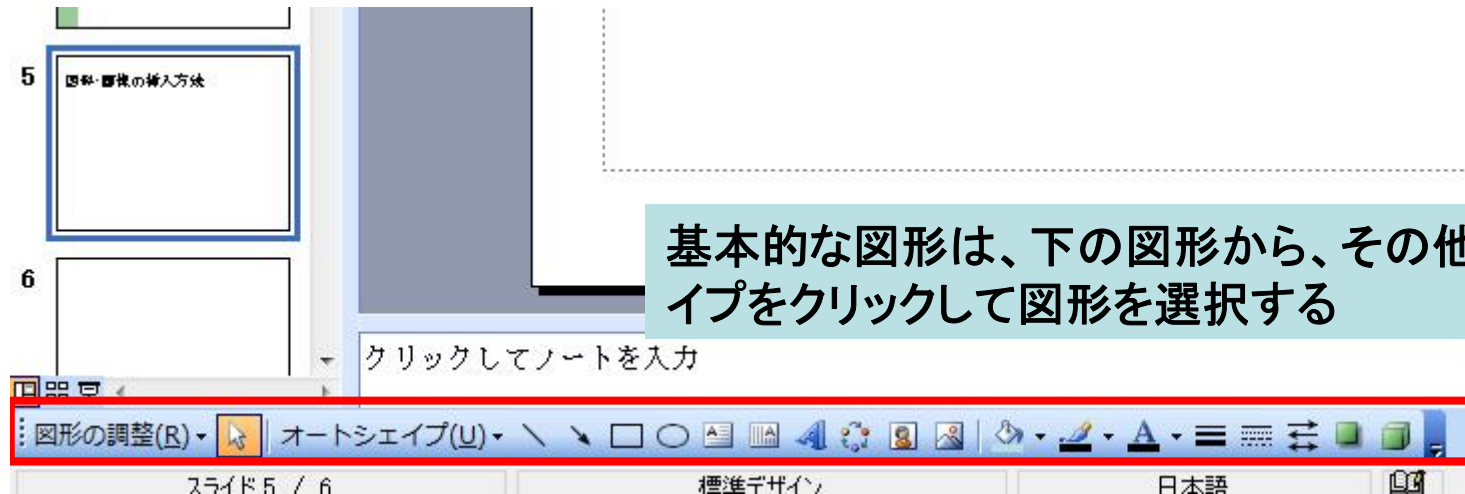 5
図形・画像の挿入方法
基本的な図形は、下の図形から、その他
イプをクリックして図形を選択する
6
クリックしてノートを入力
図形の調整(R) オートシェイプ(U) A
スライド 5 / 6 標準デザイン 日本語